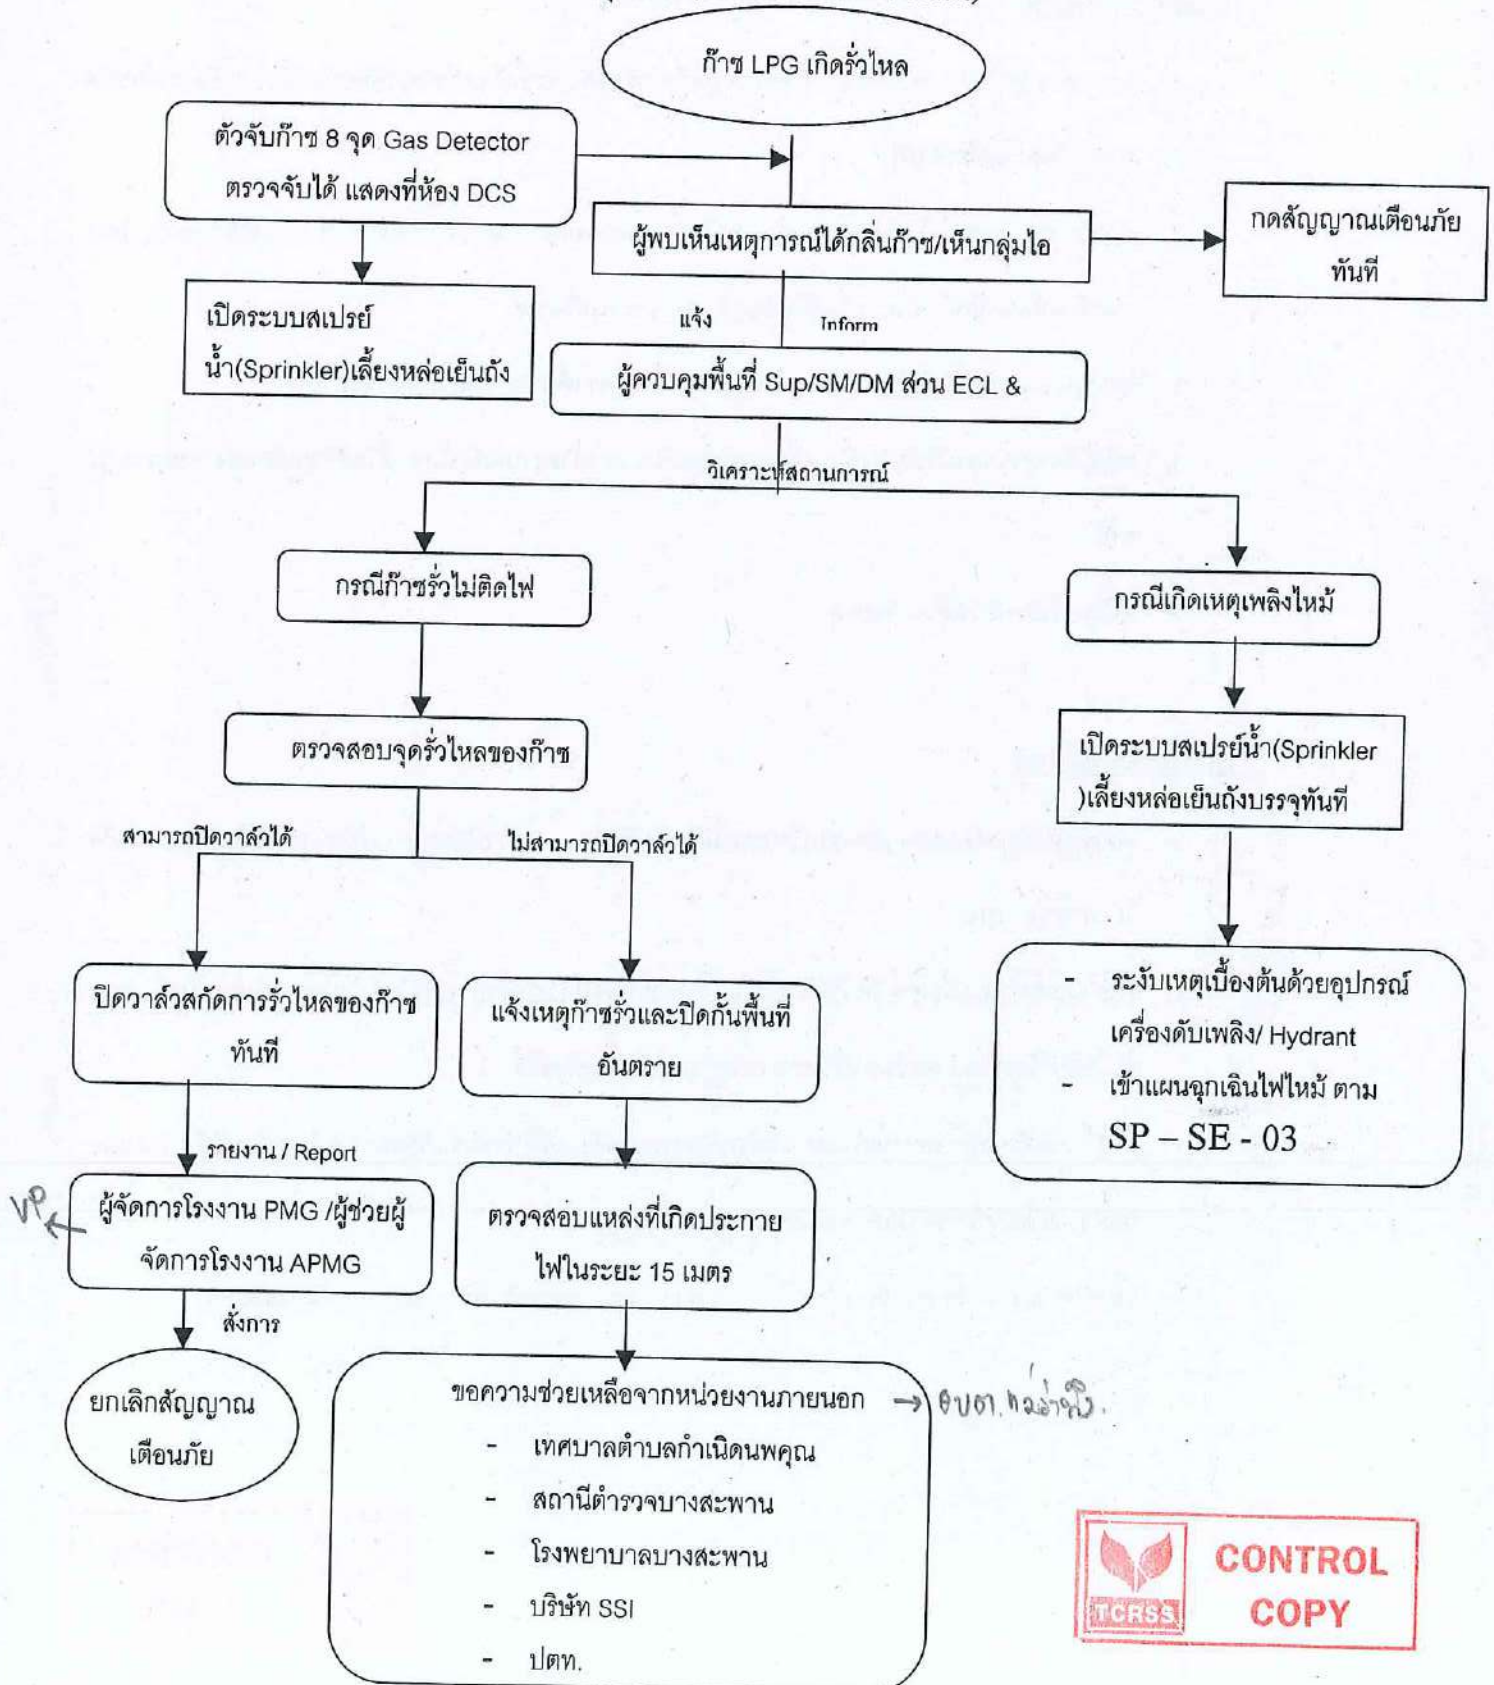 ก๊าซ LPG เกิดรั่วไหล
ตัวจับก๊าซ 8 จุด Gas Detector
ตรวจจับได้ แสดงที่ห้อง DCS
ผู้พบเห็นเหตุการณ์ได้กลิ่นก๊าซ/เห็นกลุ่มไอ
กดสัญญาณเตือนภัย
ทันที
เปิดระบบสเปรย์
น้ำ(Sprinkler)เลี้ยงหล่อเย็นถัง
แจ้ง Inform
ผู้ควบคุมพื้นที่ Sup/SM/DM ส่วน ECL &
วิเคราะห์สถานการณ์
กรณีก๊าซรั่วไม่ติดไฟ
กรณีเกิดเหตุเพลิงไหม้
ตรวจสอบจุดรั่วไหลของก๊าซ
เปิดระบบสเปรย์น้ำ(Sprinkler
)เลี้ยงหล่อเย็นถังบรรจุทันที
สามารถปิดวาล์วได้
ไม่สามารถปิดวาล์วได้
ปิดวาล์วสกัดการรั่วไหลของก๊าซ
ทันที
แจ้งเหตุก๊าซรั่วและปิดกั้นพื้นที่
อันตราย
- ระงับเหตุเบื้องต้นด้วยอุปกรณ์
เครื่องดับเพลิง/ Hydrant
- เข้าแผนฉุกเฉินไฟไหม้ ตาม
SP – SE - 03
รายงาน / Report
VP
ผู้จัดการโรงงาน PMG /ผู้ช่วยผู้
จัดการโรงงาน APMG
ตรวจสอบแหล่งที่เกิดประกาย
ไฟในระยะ 15 เมตร
สั่งการ
ยกเลิกสัญญาณ
เตือนภัย
ขอความช่วยเหลือจากหน่วยงานภายนอก → อบต.
- เทศบาลตำบลกำเนิดนพคุณ
- สถานีตำรวจบางสะพาน
- โรงพยาบาลบางสะพาน
- บริษัท SSI
- ปตท.
TCRSS
CONTROL
COPY